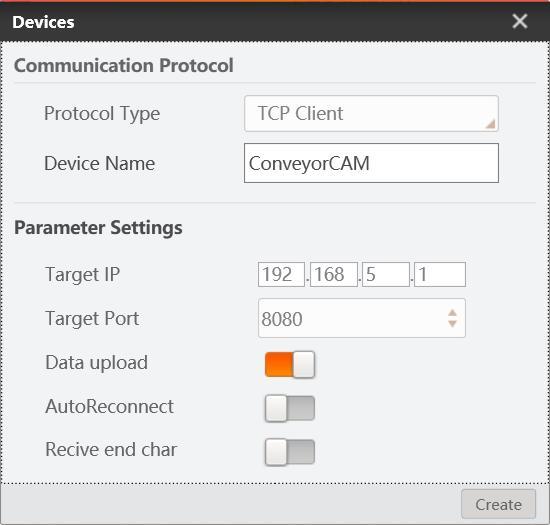 Devices
Communication Protocol
Protocol Type TCP Client
Device Name ConveyorCAM
Parameter Settings
Target IP 192.168.5.1
Target Port 8080
Data upload
AutoReconnect
Recive end char
Create